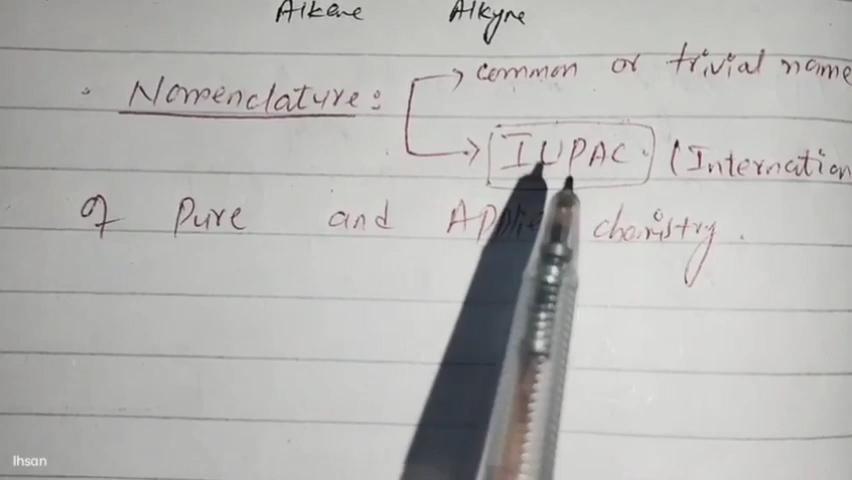 Alkene Alkyne
. Nomenclature: → common or trivial name
→ IUPAC. (Internation
of Pure and Applie chemistry.
Ihsan